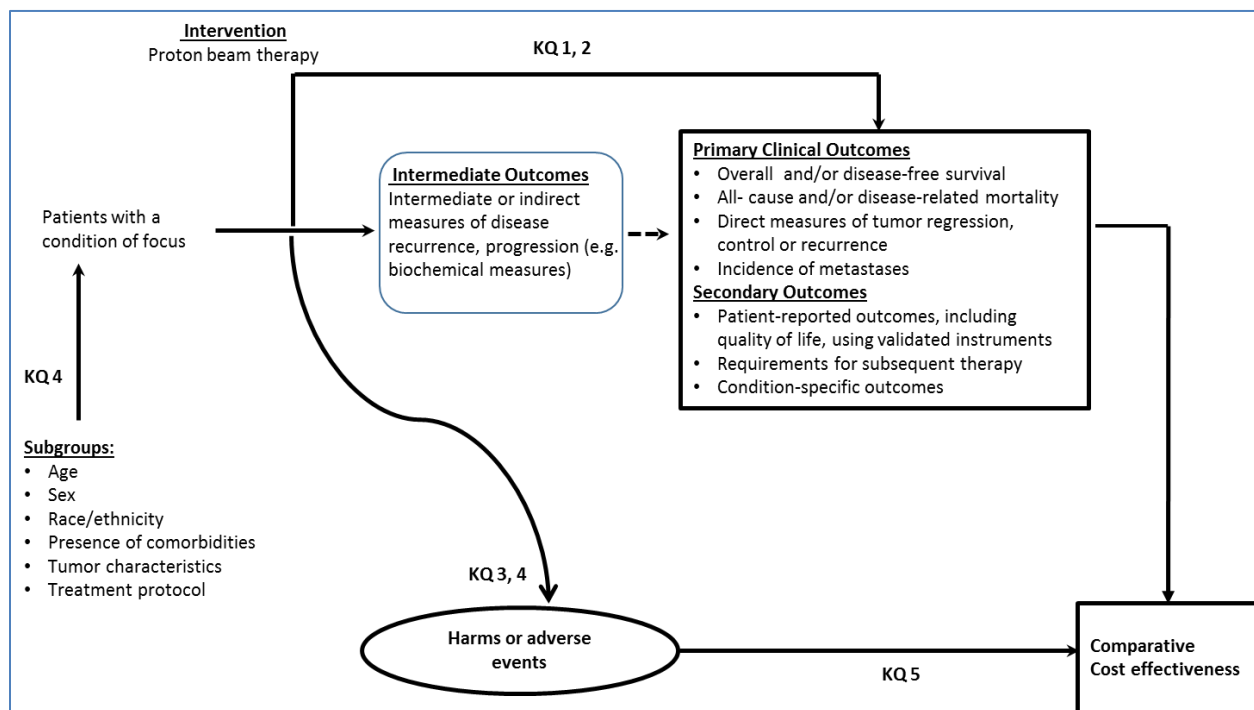 Intervention
Proton beam therapy
KQ 1, 2
Intermediate Outcomes
Intermediate or indirect
measures of disease
recurrence, progression (e.g.
biochemical measures)
Primary Clinical Outcomes
• Overall and/or disease-free survival
• All- cause and/or disease-related mortality
• Direct measures of tumor regression,
control or recurrence
• Incidence of metastases
Secondary Outcomes
• Patient-reported outcomes, including
quality of life, using validated instruments
• Requirements for subsequent therapy
• Condition-specific outcomes
Patients with a
condition of focus
KQ 4
Subgroups:
• Age
• Sex
• Race/ethnicity
• Presence of comorbidities
• Tumor characteristics
• Treatment protocol
KQ 3, 4
Harms or adverse
events
KQ 5
Comparative
Cost effectiveness